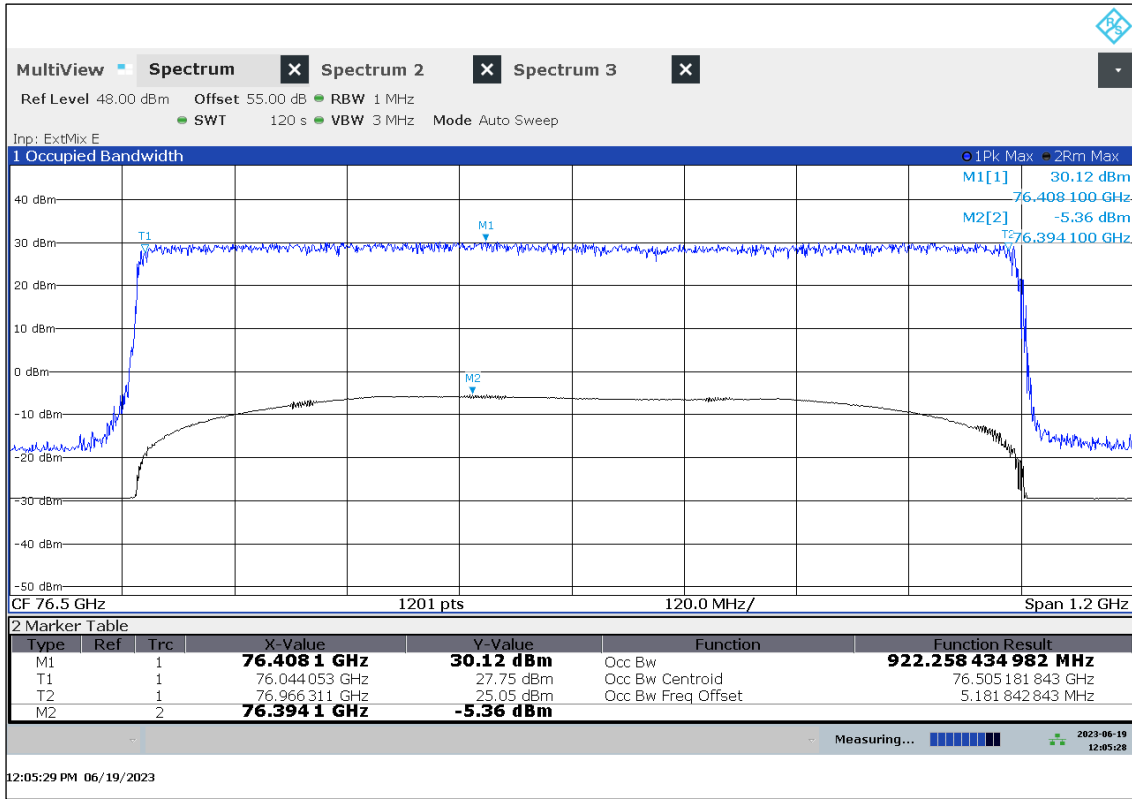 R&S
MultiView Spectrum Spectrum 2 Spectrum 3
Ref Level 48.00 dBm Offset 55.00 dB RBW 1 MHz
SWT 120 s VBW 3 MHz Mode Auto Sweep
Inp: ExtMix E
1 Occupied Bandwidth 1Pk Max 2Rm Max
M1[1] 30.12 dBm
76.408 100 GHz
M2[2] -5.36 dBm
76.394 100 GHz
40 dBm
30 dBm
20 dBm
10 dBm
0 dBm
-10 dBm
-20 dBm
-30 dBm
-40 dBm
-50 dBm
T1
M1
T2
M2
CF 76.5 GHz 1201 pts 120.0 MHz/ Span 1.2 GHz
2 Marker Table
Type Ref Trc X-Value Y-Value Function Function Result
M1 1 76.408 1 GHz 30.12 dBm Occ Bw 922.258 434 982 MHz
T1 1 76.044 053 GHz 27.75 dBm Occ Bw Centroid 76.505 181 843 GHz
T2 1 76.966 311 GHz 25.05 dBm Occ Bw Freq Offset 5.181 842 843 MHz
M2 2 76.394 1 GHz -5.36 dBm
Measuring... 2023-06-19
12:05:28
12:05:29 PM 06/19/2023